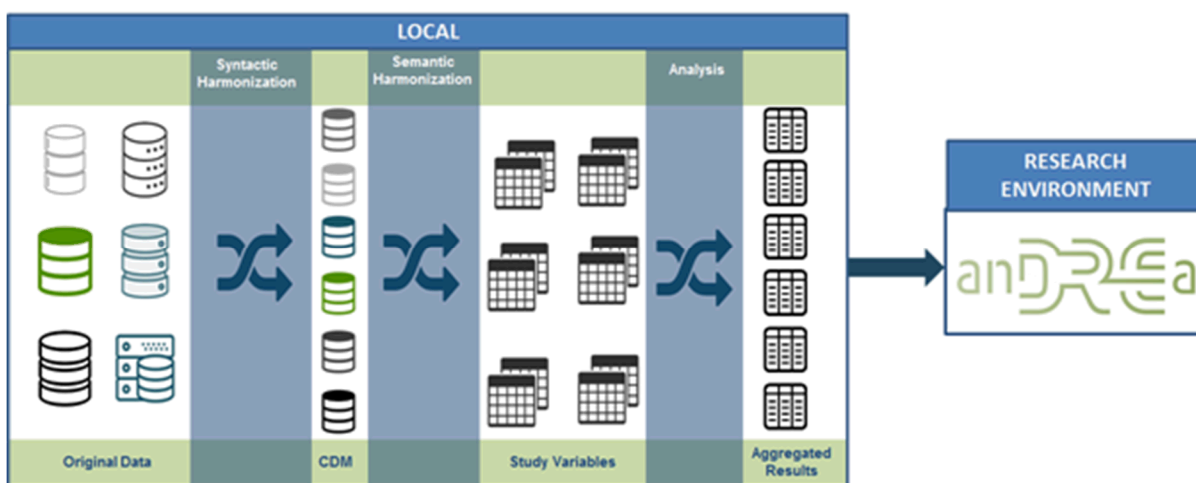 LOCAL
Syntactic
Harmonization
Semantic
Harmonization
Analysis
RESEARCH
ENVIRONMENT
anDREa
Original Data
CDM
Study Variables
Aggregated
Results